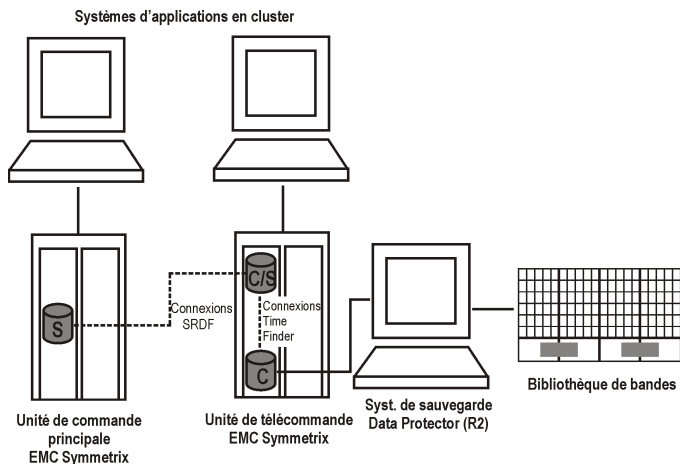 Systèmes d'applications en cluster
C/S
S
Connexions
SRDF
Connexions
Time
Finder
C
Unité de commande
principale
EMC Symmetrix
Unité de télécommande
EMC Symmetrix
Syst. de sauvegarde
Data Protector (R2)
Bibliothèque de bandes